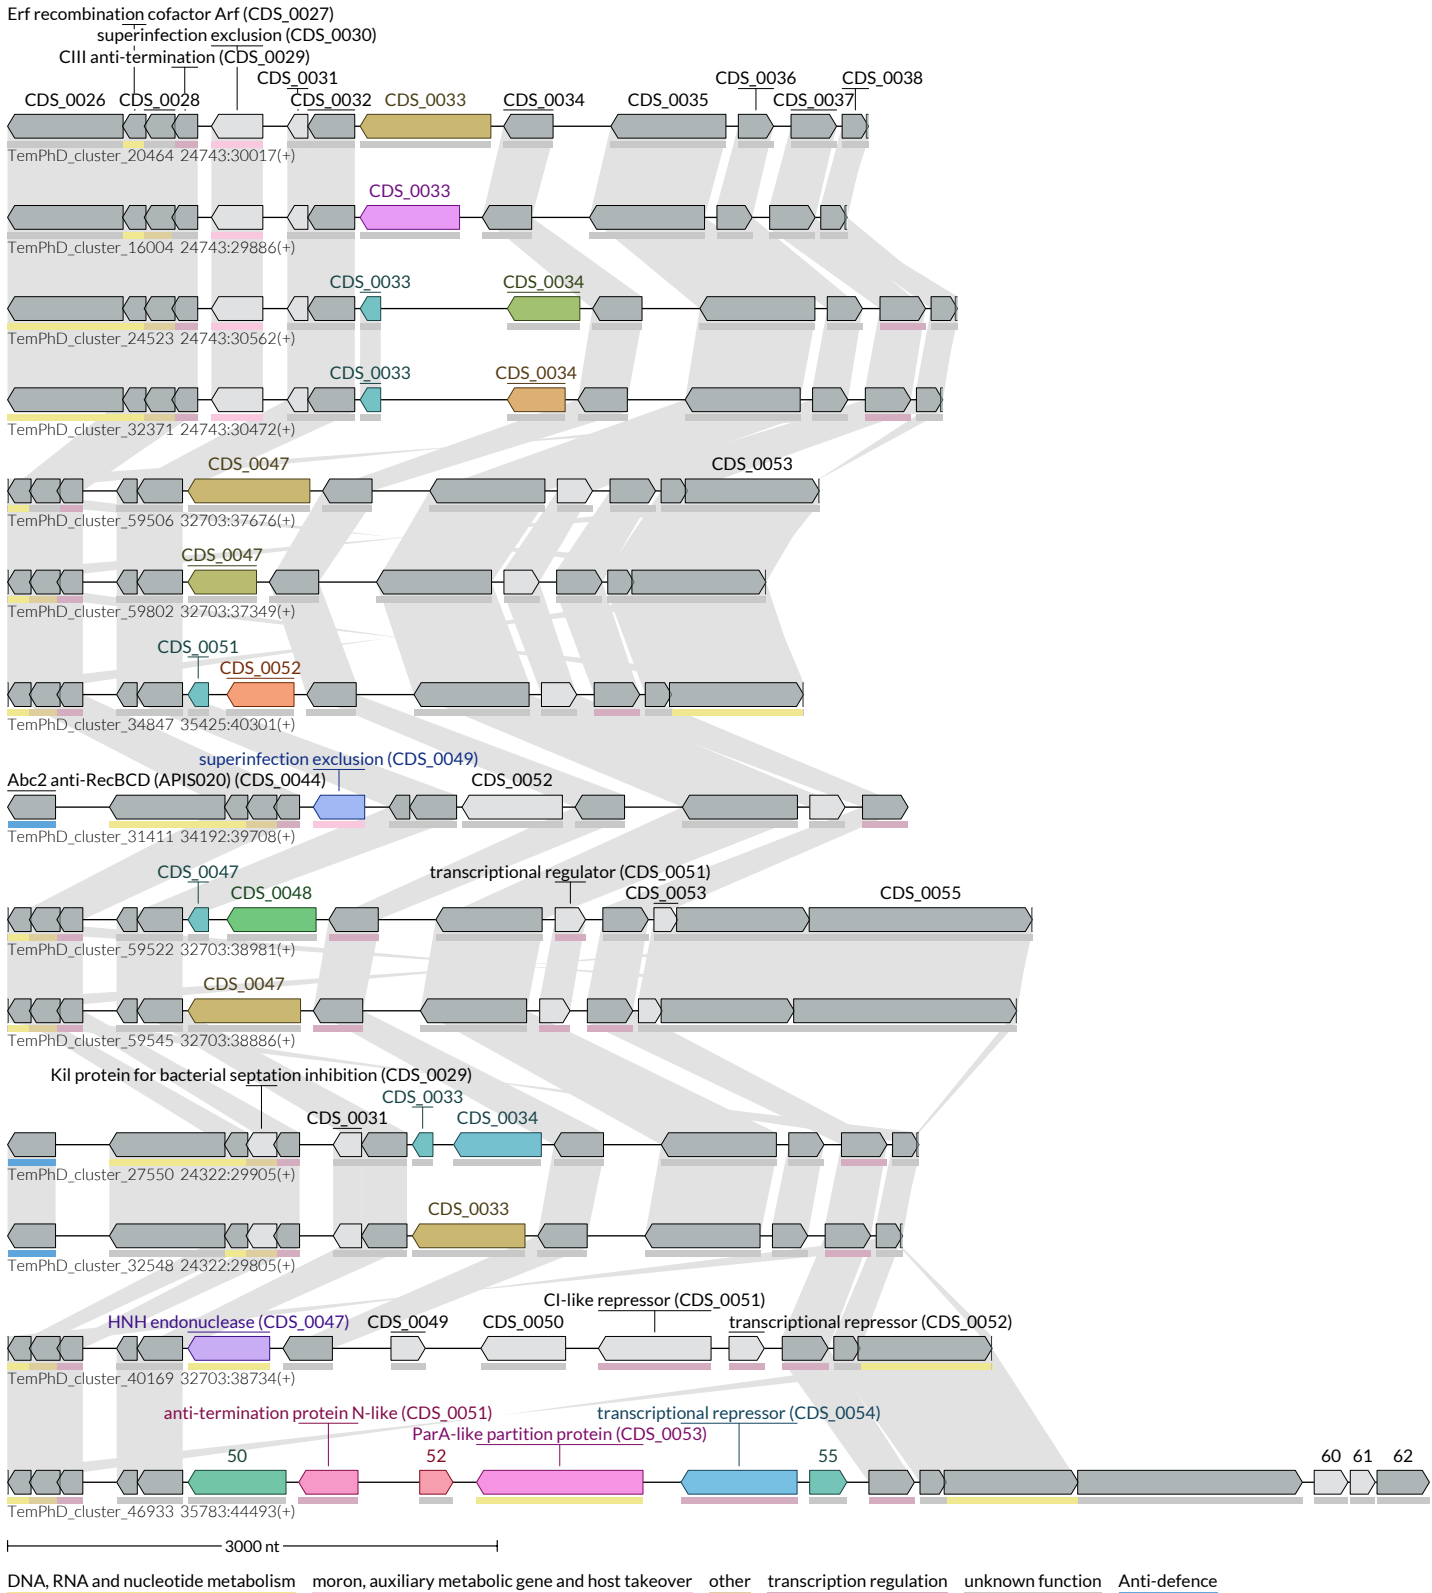 Erf recombination cofactor Arf (CDS_0027)
superinfection exclusion (CDS_0030)
CIII anti-termination (CDS_0029)
CDS_0031 CDS_0036 CDS_0038
CDS_0026 CDS_0028 CDS_0032 CDS_0033 CDS_0034 CDS_0035 CDS_0037
TemPhD_cluster_20464 24743:30017(+)
CDS_0033
TemPhD_cluster_16004 24743:29886(+)
CDS_0033 CDS_0034
TemPhD_cluster_24523 24743:30562(+)
CDS_0033 CDS_0034
TemPhD_cluster_32371 24743:30472(+)
CDS_0047 CDS_0053
TemPhD_cluster_59506 32703:37676(+)
CDS_0047
TemPhD_cluster_59802 32703:37349(+)
CDS_0051
CDS_0052
TemPhD_cluster_34847 35425:40301(+)
superinfection exclusion (CDS_0049)
Abc2 anti-RecBCD (APIS020) (CDS_0044) CDS_0052
TemPhD_cluster_31411 34192:39708(+)
CDS_0047 transcriptional regulator (CDS_0051)
CDS_0048 CDS_0053 CDS_0055
TemPhD_cluster_59522 32703:38981(+)
CDS_0047
TemPhD_cluster_59545 32703:38886(+)
Kil protein for bacterial septation inhibition (CDS_0029)
CDS_0033
CDS_0031 CDS_0034
TemPhD_cluster_27550 24322:29905(+)
CDS_0033
TemPhD_cluster_32548 24322:29805(+)
CI-like repressor (CDS_0051)
HNH endonuclease (CDS_0047) CDS_0049 CDS_0050 transcriptional repressor (CDS_0052)
TemPhD_cluster_40169 32703:38734(+)
anti-termination protein N-like (CDS_0051) transcriptional repressor (CDS_0054)
ParA-like partition protein (CDS_0053)
50 52 55 60 61 62
TemPhD_cluster_46933 35783:44493(+)
3000 nt
DNA, RNA and nucleotide metabolism moron, auxiliary metabolic gene and host takeover other transcription regulation unknown function Anti-defence